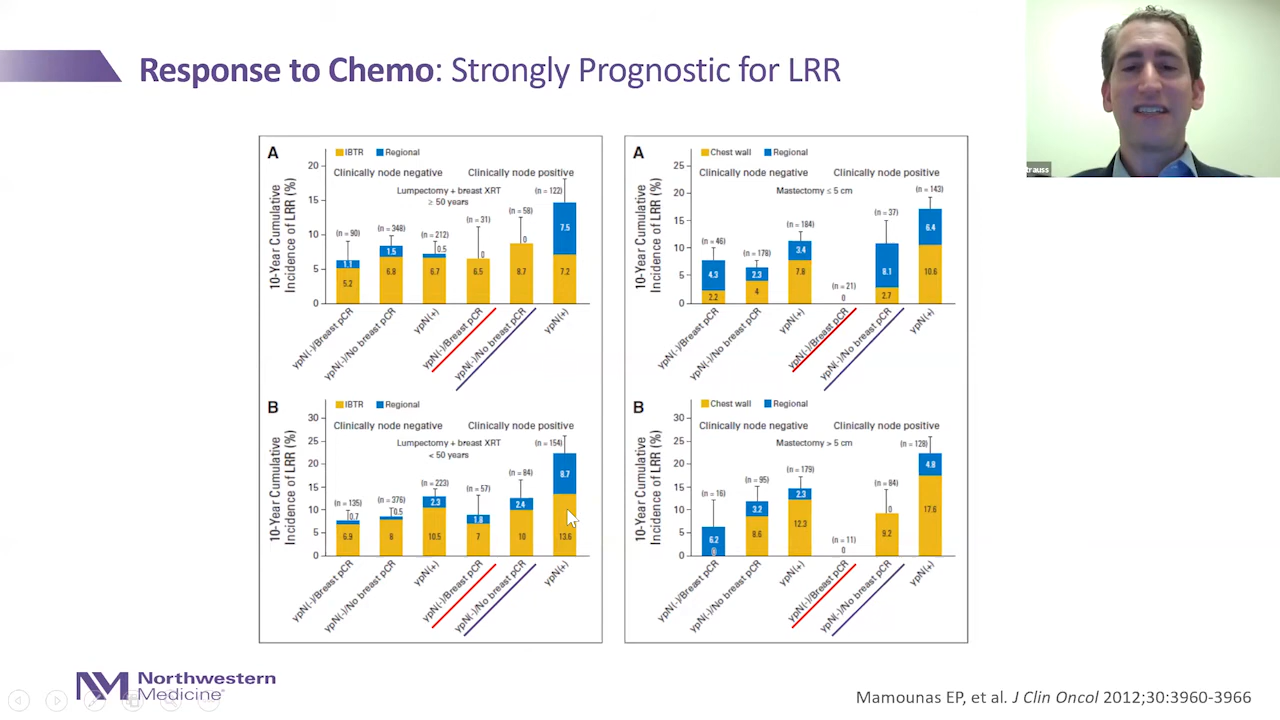 Response to Chemo: Strongly Prognostic for LRR
trauss
A
IBTR Regional
Clinically node negative Clinically node positive
Lumpectomy + breast XRT
≥ 50 years
10-Year Cumulative
Incidence of LRR (%)
20
15
10
5
0
(n = 90)
(n = 348)
(n = 212)
(n = 31)
(n = 58)
(n = 122)
1.1
5.2
1.5
6.8
0.5
6.7
0
6.5
0
8.7
7.5
7.2
ypN(-)/Breast pCR
ypN(-)/No breast pCR
ypN(+)
ypN(-)/Breast pCR
ypN(-)/No breast pCR
ypN(+)
A
Chest wall Regional
Clinically node negative Clinically node positive
Mastectomy ≤ 5 cm
10-Year Cumulative
Incidence of LRR (%)
25
20
15
10
5
0
(n = 46)
(n = 178)
(n = 184)
(n = 21)
(n = 37)
(n = 143)
4.3
2.2
2.3
4
3.4
7.8
0
8.1
2.7
6.4
10.6
ypN(-)/Breast pCR
ypN(-)/No breast pCR
ypN(+)
ypN(-)/Breast pCR
ypN(-)/No breast pCR
ypN(+)
B
IBTR Regional
Clinically node negative Clinically node positive
Lumpectomy + breast XRT
< 50 years
10-Year Cumulative
Incidence of LRR (%)
30
25
20
15
10
5
0
(n = 135)
(n = 376)
(n = 223)
(n = 57)
(n = 84)
(n = 154)
0.7
6.9
0.5
8
2.3
10.5
1.8
7
2.4
10
8.7
13.6
ypN(-)/Breast pCR
ypN(-)/No breast pCR
ypN(+)
ypN(-)/Breast pCR
ypN(-)/No breast pCR
ypN(+)
B
Chest wall Regional
Clinically node negative Clinically node positive
Mastectomy > 5 cm
10-Year Cumulative
Incidence of LRR (%)
30
25
20
15
10
5
0
(n = 16)
(n = 95)
(n = 179)
(n = 11)
(n = 84)
(n = 128)
6.2
0
3.2
8.6
2.3
12.3
0
0
9.2
4.8
17.6
ypN(-)/Breast pCR
ypN(-)/No breast pCR
ypN(+)
ypN(-)/Breast pCR
ypN(-)/No breast pCR
ypN(+)
Northwestern
Medicine®
Mamounas EP, et al. J Clin Oncol 2012;30:3960-3966